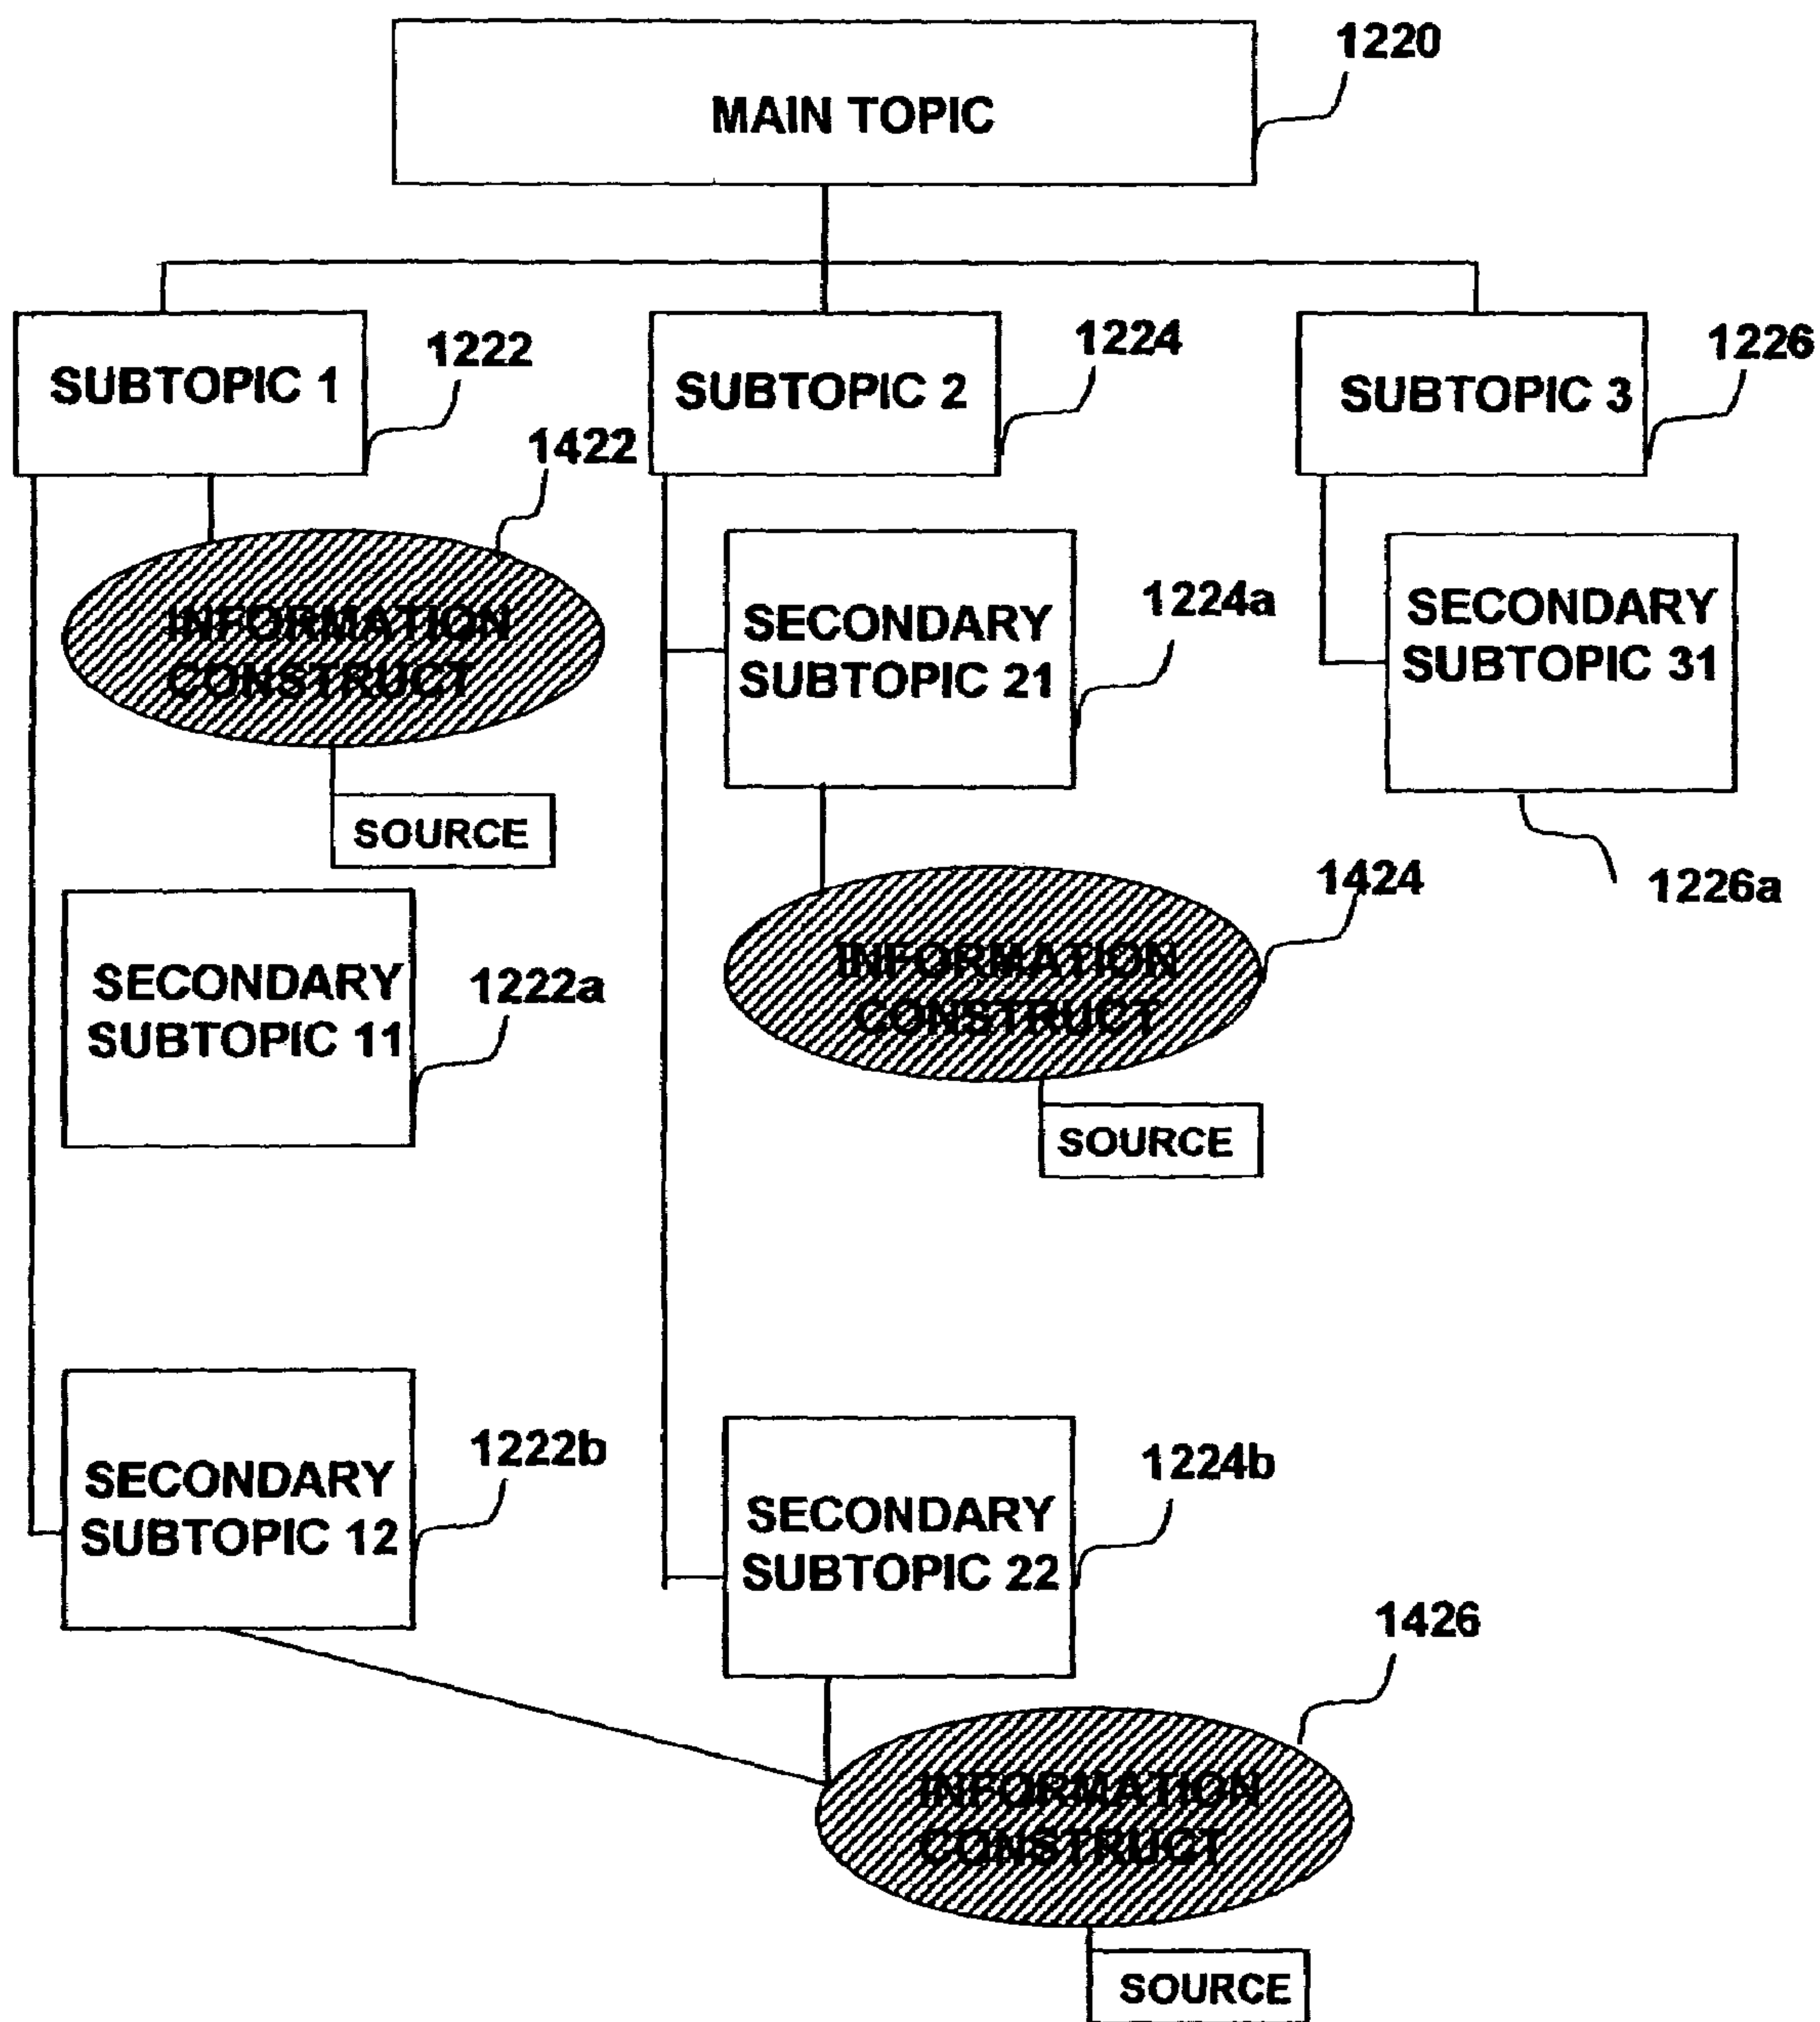 1220
MAIN TOPIC
SUBTOPIC 1
1222
SUBTOPIC 2
1224
SUBTOPIC 3
1226
1422
INFORMATION
CONSTRUCT
SOURCE
SECONDARY
SUBTOPIC 21
1224a
SECONDARY
SUBTOPIC 31
1226a
1424
INFORMATION
CONSTRUCT
SOURCE
SECONDARY
SUBTOPIC 11
1222a
SECONDARY
SUBTOPIC 12
1222b
SECONDARY
SUBTOPIC 22
1224b
1426
INFORMATION
CONSTRUCT
SOURCE